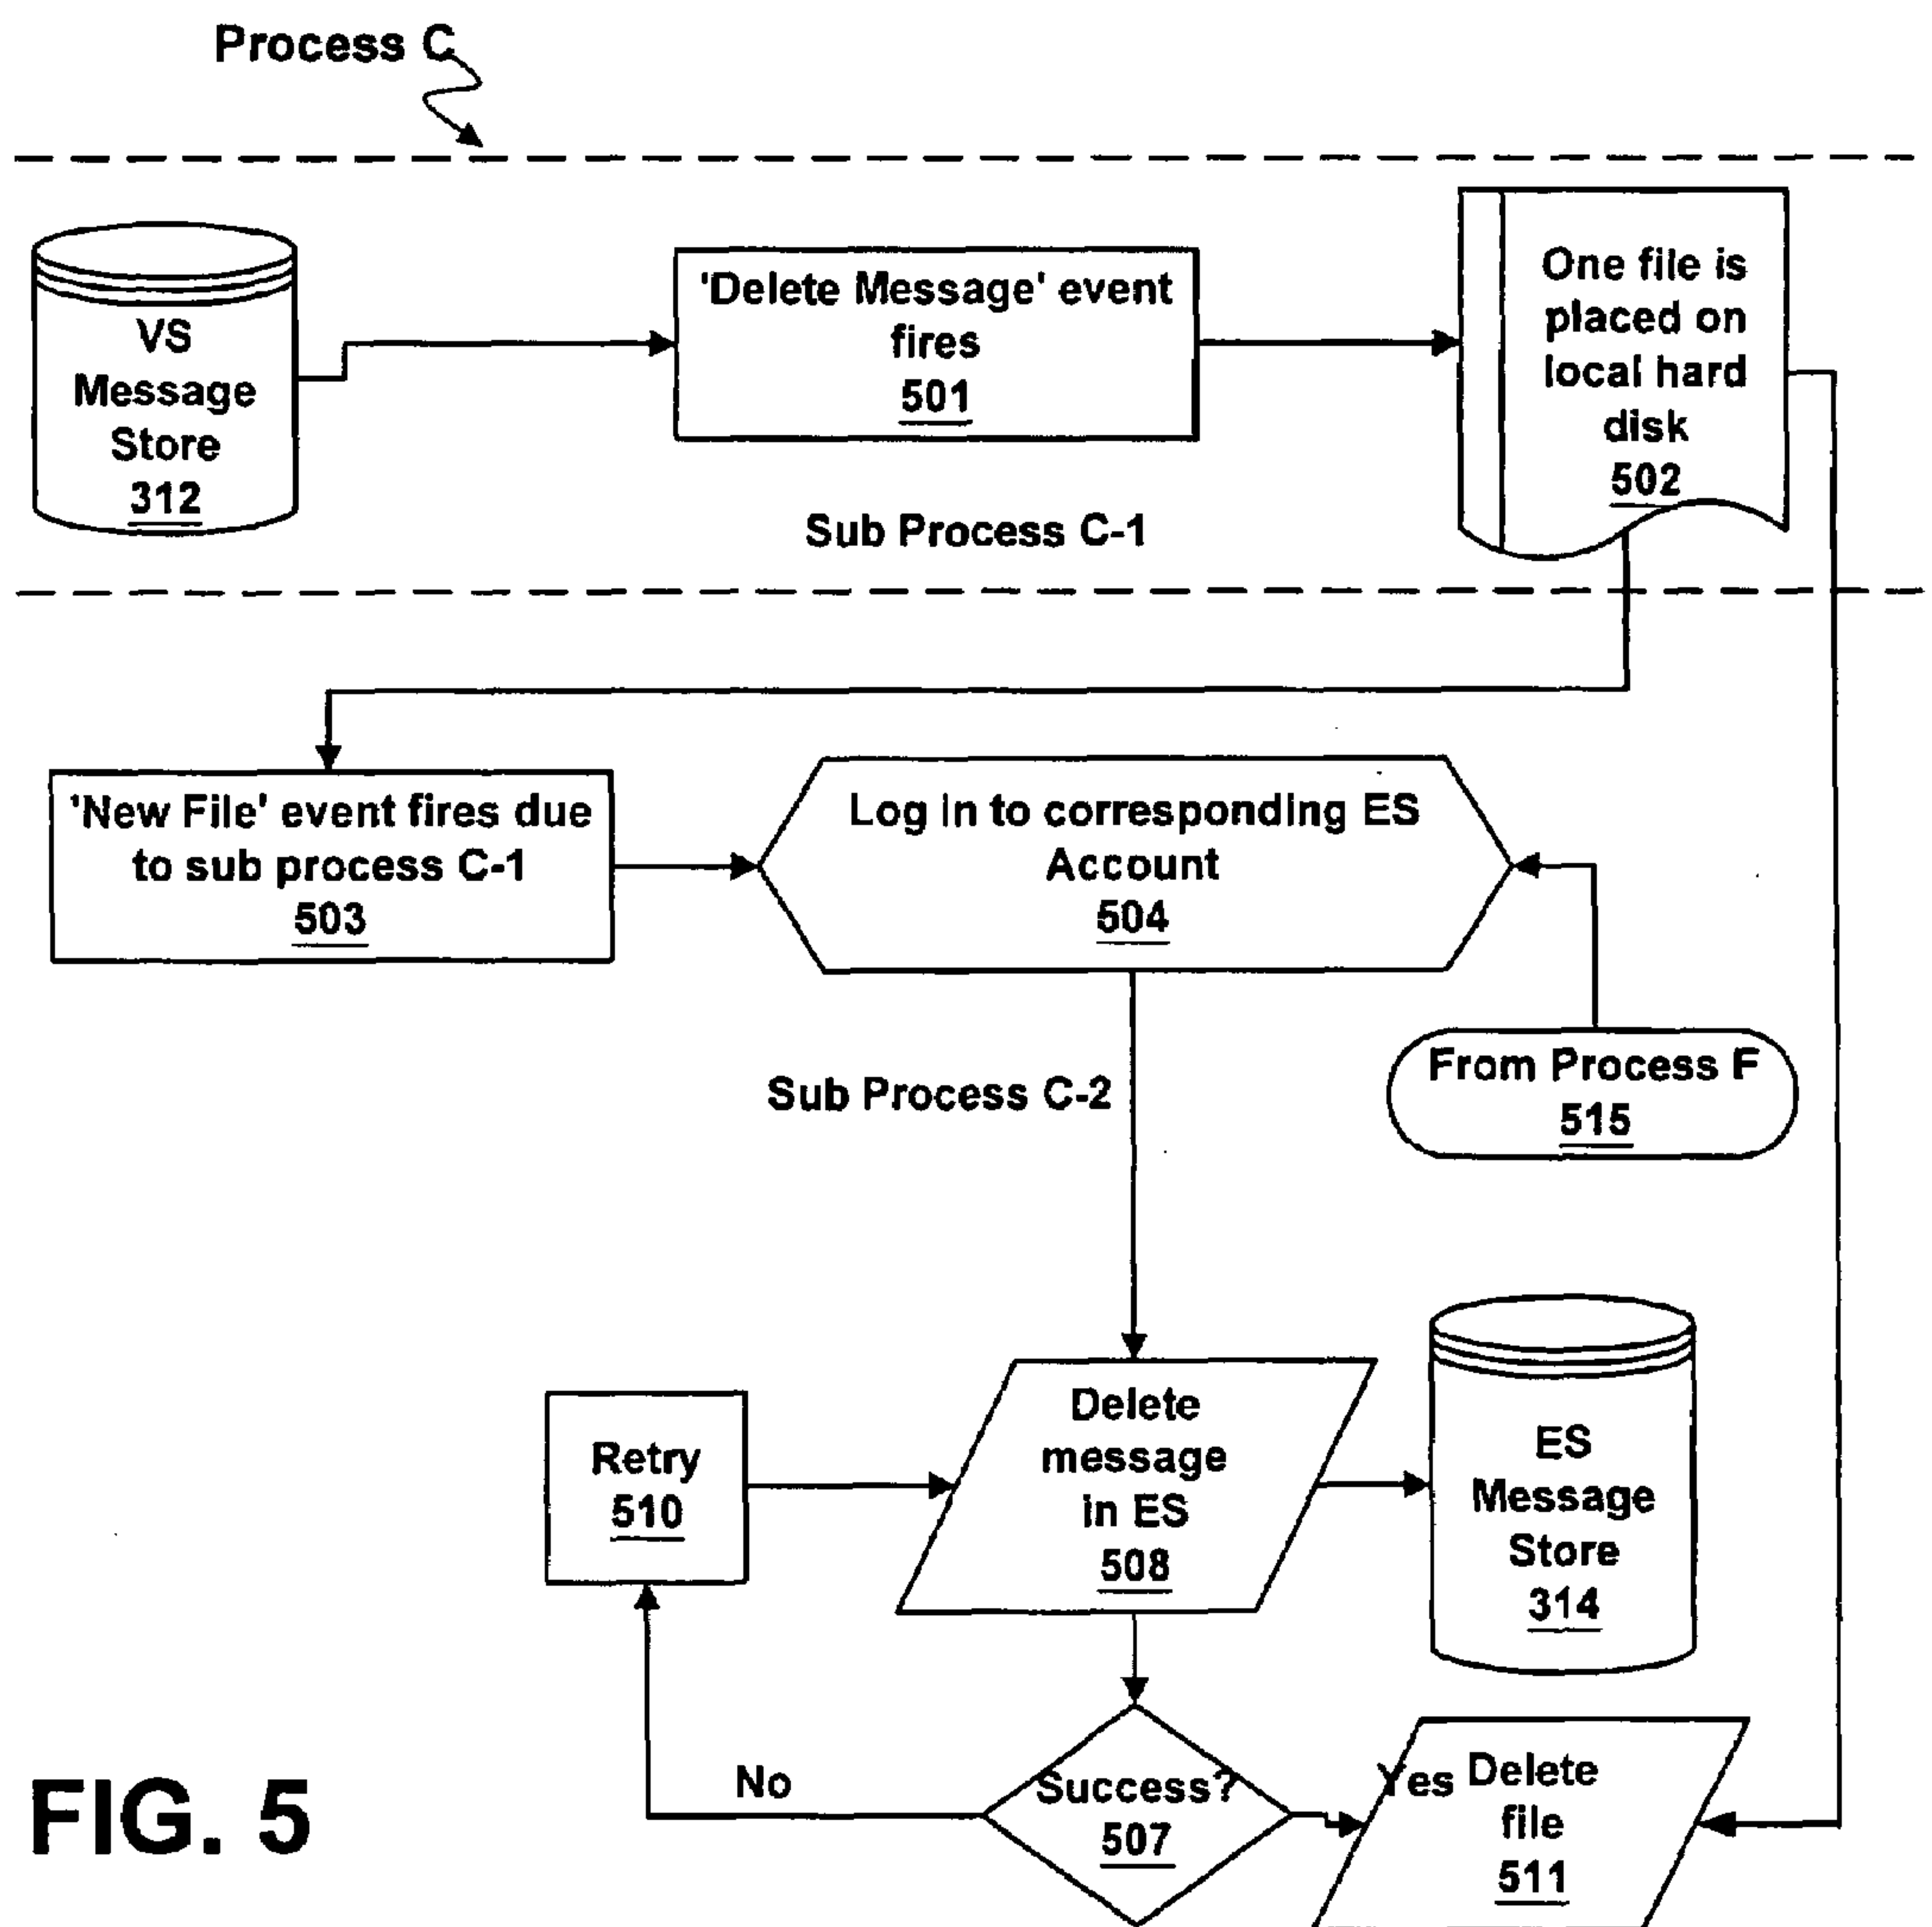 Process C
VS
Message
Store
312
'Delete Message' event
fires
501
One file is
placed on
local hard
disk
502
Sub Process C-1
'New File' event fires due
to sub process C-1
503
Log in to corresponding ES
Account
504
From Process F
515
Sub Process C-2
Retry
510
Delete
message
in ES
508
ES
Message
Store
314
No
Success?
507
Yes
Delete
file
511
FIG. 5